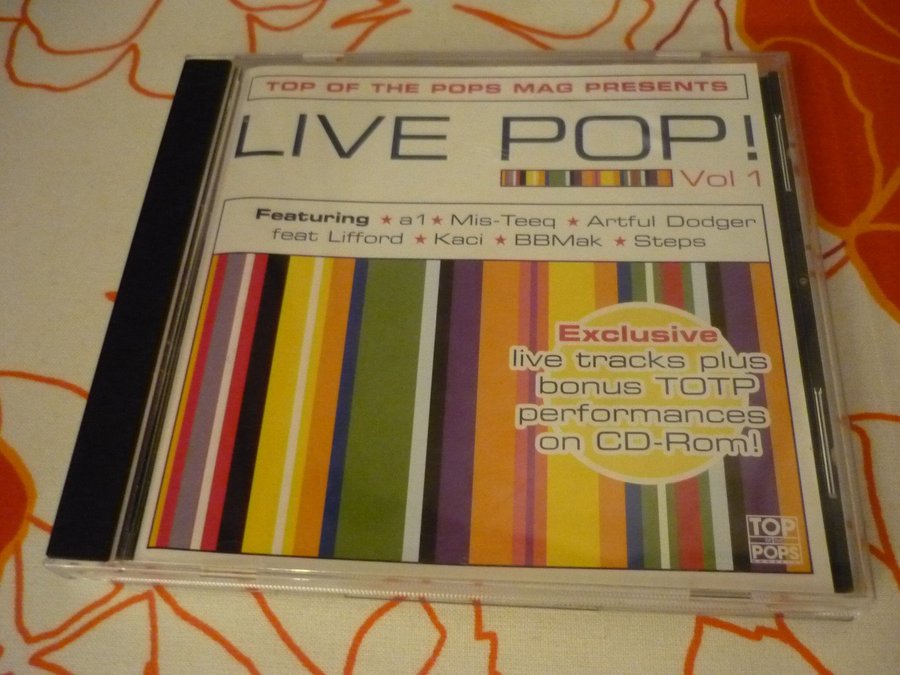 TOP OF THE POPS MAG PRESENTS
LIVE POP!
Vol 1
Featuring ★ a1 ★ Mis-Teeq ★ Artful Dodger
feat Lifford ★ Kaci ★ BBMak ★ Steps
Exclusive
live tracks plus
bonus TOTP
performances
on CD-Rom!
TOP
POPS